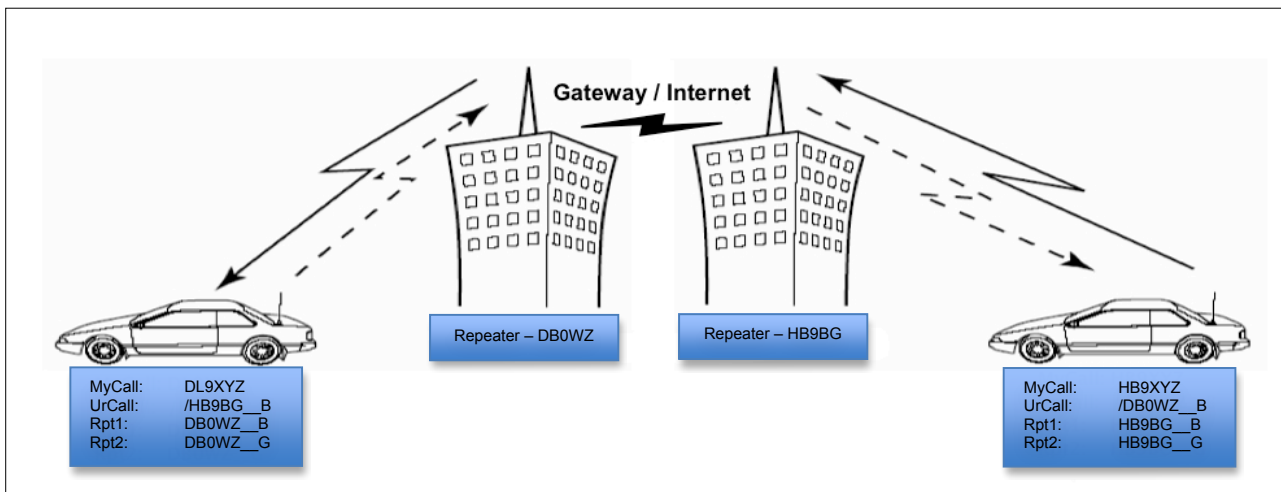 Gateway / Internet
Repeater – DB0WZ
Repeater – HB9BG
MyCall: DL9XYZ
UrCall: /HB9BG__B
Rpt1: DB0WZ__B
Rpt2: DB0WZ__G
MyCall: HB9XYZ
UrCall: /DB0WZ__B
Rpt1: HB9BG__B
Rpt2: HB9BG__G